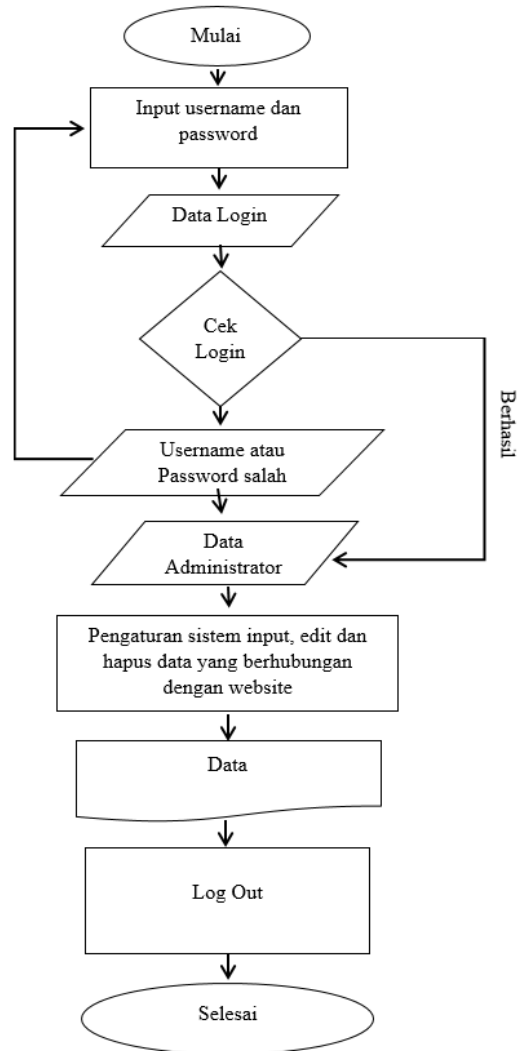 Mulai
Input username dan
password
Data Login
Cek
Login
Berhasil
Username atau
Password salah
Data
Administrator
Pengaturan sistem input, edit dan
hapus data yang berhubungan
dengan website
Data
Log Out
Selesai